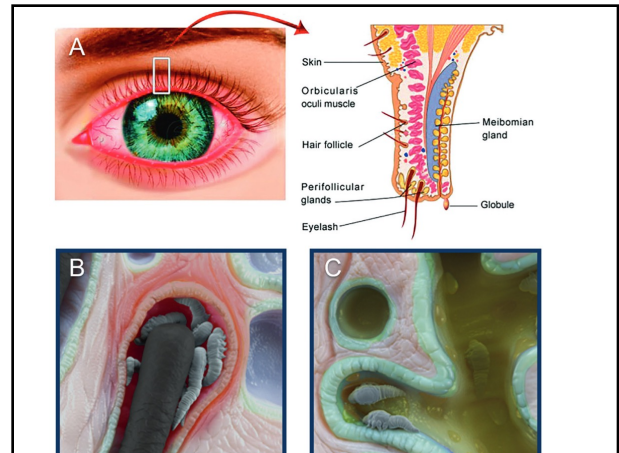 A
Skin
Orbicularis
oculi muscle
Hair follicle
Perifollicular
glands
Eyelash
Meibomian
gland
Globule
B
C